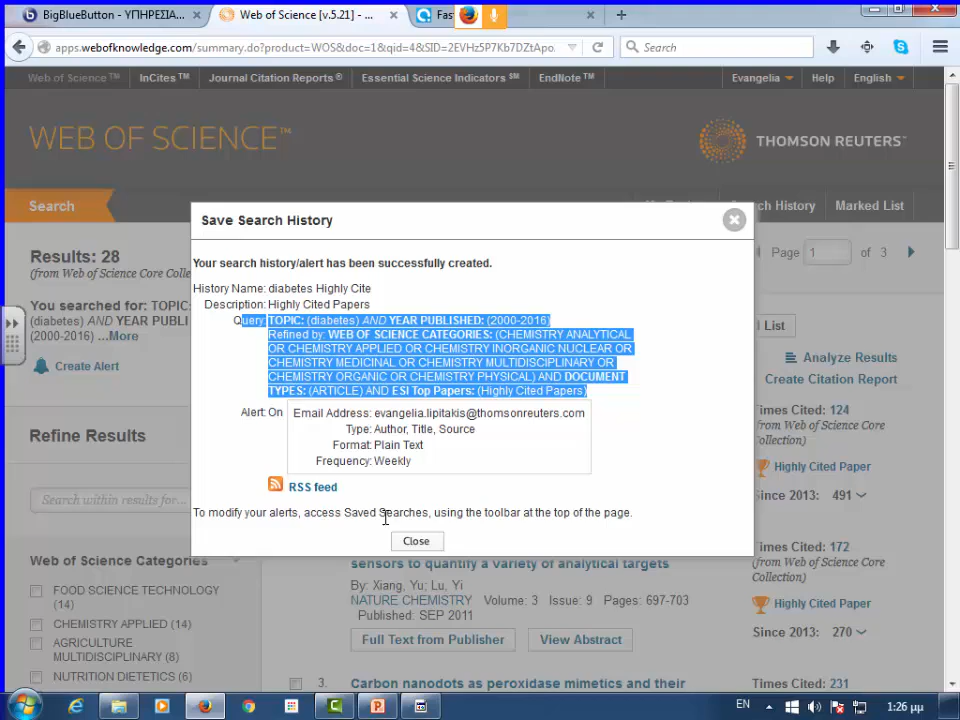 BigBlueButton - ΥΠΗΡΕΣΙΑ...
Web of Science [v.5.21] - ...
Fas
apps.webofknowledge.com/summary.do?product=WOS&doc=1&qid=4&SID=2EVHz5P7Kb7DZtApo.
Search
Web of Science™
InCites™
Journal Citation Reports®
Essential Science Indicators℠
EndNote™
Evangelia
Help
English
WEB OF SCIENCE™
THOMSON REUTERS™
Search
Search History
Marked List
Save Search History
Results: 28
(from Web of Science Core Colle
Page 1 of 3
Your search history/alert has been successfully created.
History Name: diabetes Highly Cite
Description: Highly Cited Papers
Query: TOPIC: (diabetes) AND YEAR PUBLISHED: (2000-2016)
Refined by: WEB OF SCIENCE CATEGORIES: (CHEMISTRY ANALYTICAL
OR CHEMISTRY APPLIED OR CHEMISTRY INORGANIC NUCLEAR OR
CHEMISTRY MEDICINAL OR CHEMISTRY MULTIDISCIPLINARY OR
CHEMISTRY ORGANIC OR CHEMISTRY PHYSICAL) AND DOCUMENT
TYPES: (ARTICLE) AND ESI Top Papers: (Highly Cited Papers)
You searched for: TOPIC:
(diabetes) AND YEAR PUBLI
(2000-2016) ...More
Create Alert
List
Analyze Results
Create Citation Report
Alert: On
Email Address: evangelia.lipitakis@thomsonreuters.com
Type: Author, Title, Source
Format: Plain Text
Frequency: Weekly
RSS feed
To modify your alerts, access Saved Searches, using the toolbar at the top of the page.
Close
Refine Results
Search within results for...
Web of Science Categories
FOOD SCIENCE TECHNOLOGY
(14)
CHEMISTRY APPLIED (14)
AGRICULTURE
MULTIDISCIPLINARY (8)
NUTRITION DIETETICS (6)
Times Cited: 124
(from Web of Science Core
Collection)
Highly Cited Paper
Since 2013: 491
sensors to quantify a variety of analytical targets
By: Xiang, Yu; Lu, Yi
NATURE CHEMISTRY Volume: 3 Issue: 9 Pages: 697-703
Published: SEP 2011
Full Text from Publisher
View Abstract
Times Cited: 172
(from Web of Science Core
Collection)
Highly Cited Paper
Since 2013: 270
3. Carbon nanodots as peroxidase mimetics and their
Times Cited: 231
EN
1:26 μμ